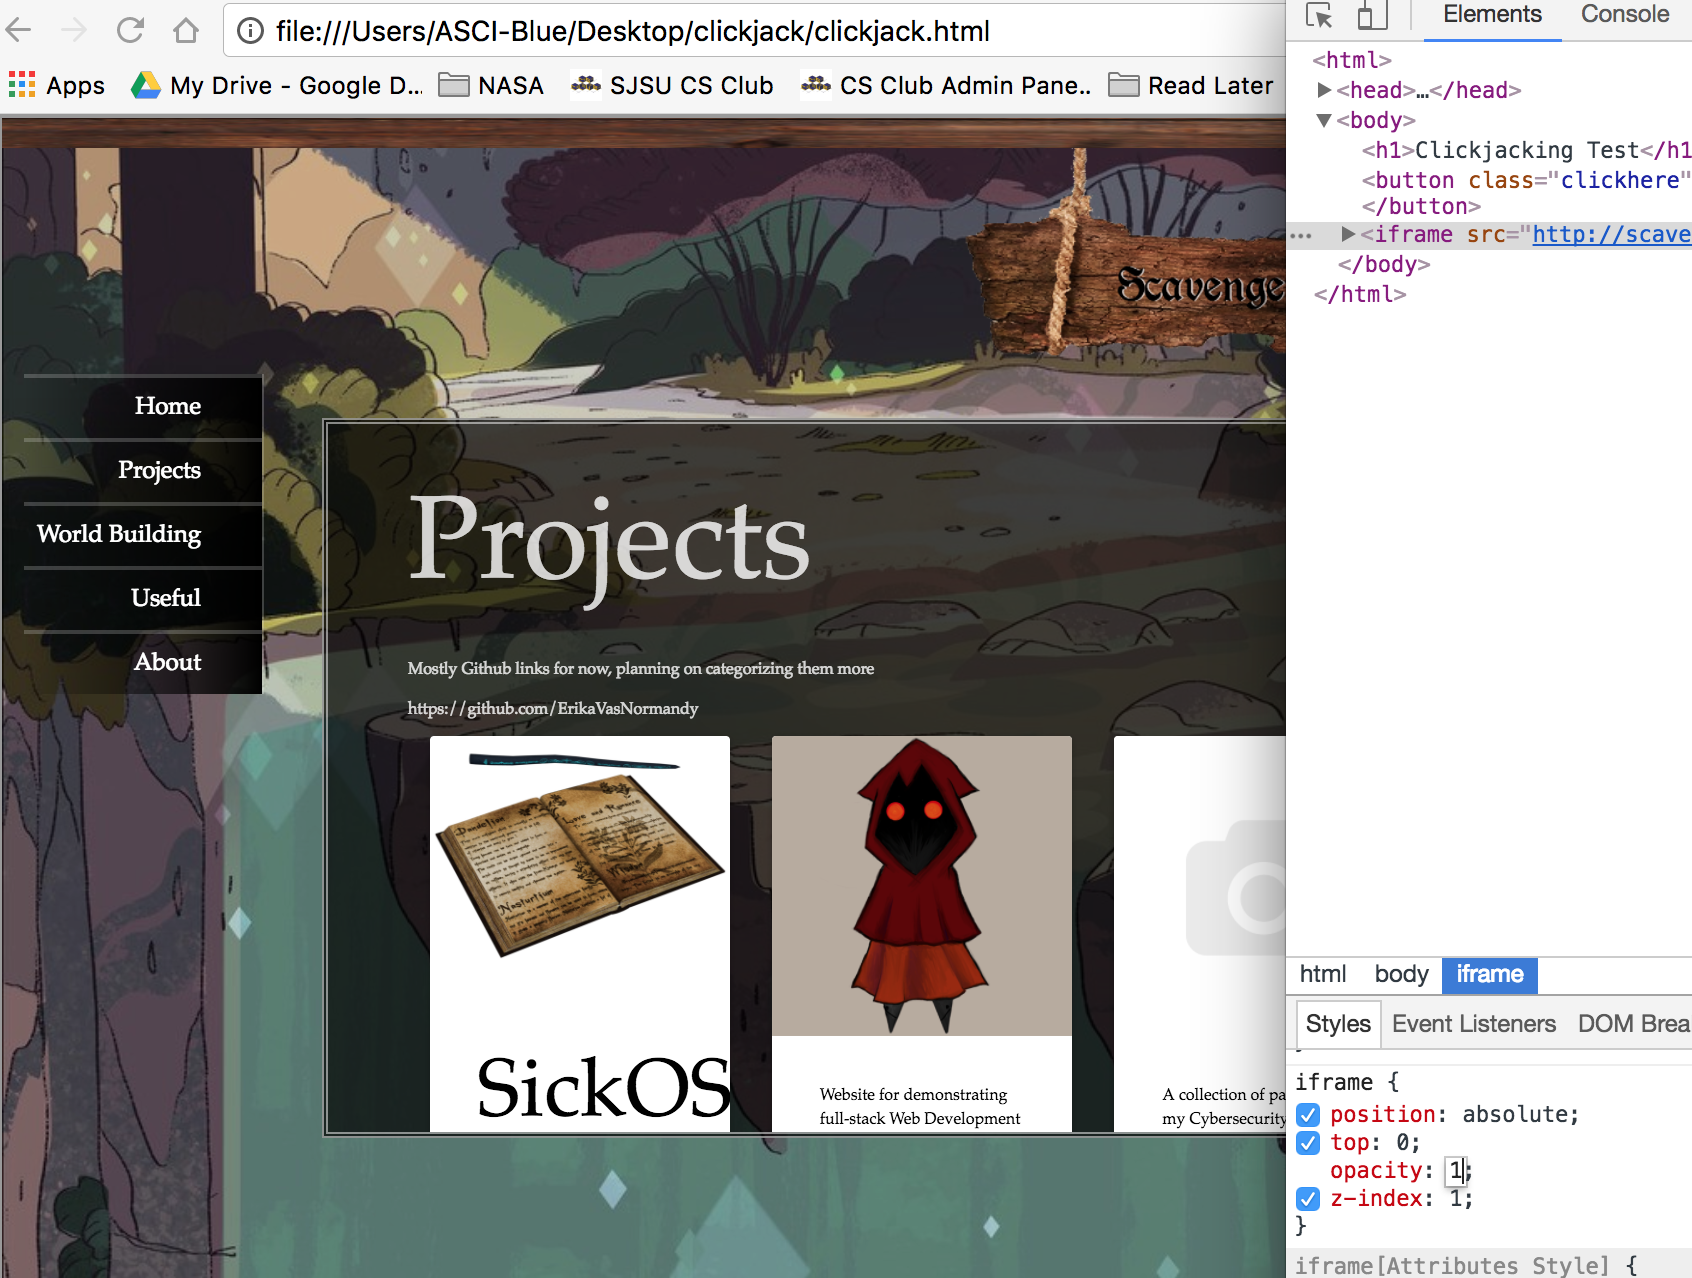 file:///Users/ASCI-Blue/Desktop/clickjack/clickjack.html
Apps My Drive - Google D... NASA SJSU CS Club CS Club Admin Pane.. Read Later
Scavenge
Home
Projects
World Building
Useful
About
Projects
Mostly Github links for now, planning on categorizing them more
https://github.com/ErikaVasNormandy
Dandelion
Love and Romance
Nosturtium
SickOS
Website for demonstrating
full-stack Web Development
A collection of pa
my Cybersecurity
Elements Console
<html>
<head>…</head>
<body>
<h1>Clickjacking Test</h1
<button class="clickhere"
</button>
<iframe src="http://scave
</body>
</html>
html body iframe
Styles Event Listeners DOM Brea
iframe {
position: absolute;
top: 0;
opacity: 1;
z-index: 1;
}
iframe[Attributes Style] {